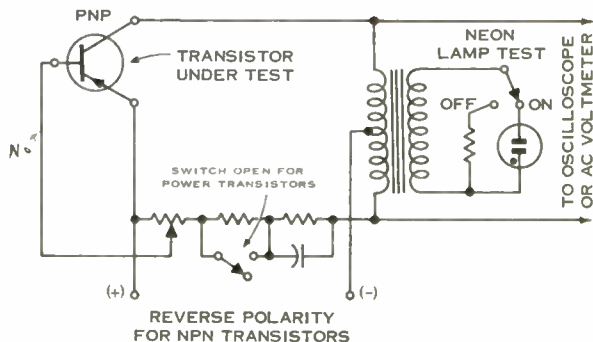 PNP
TRANSISTOR
UNDER TEST
NEON
LAMP TEST
OFF
ON
TO OSCILLOSCOPE
OR AC VOLTMETER
SWITCH OPEN FOR
POWER TRANSISTORS
(+)
(-)
REVERSE POLARITY
FOR NPN TRANSISTORS